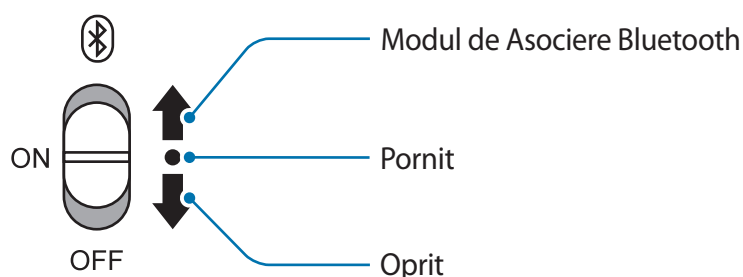 Modul de Asociere Bluetooth
ON
Pornit
OFF
Oprit